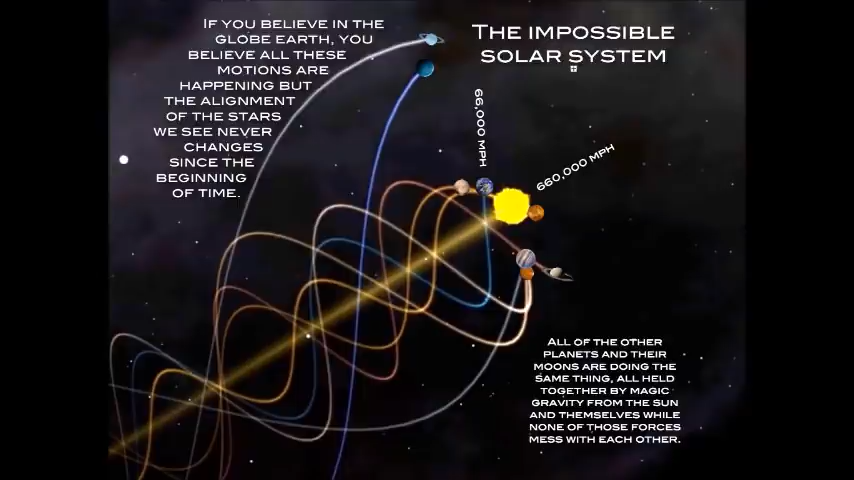 If you believe in the
globe Earth, you
believe all these
motions are
happening but
the alignment
of the stars
we see never
changes
since the
beginning
of time.
The impossible
solar system
66,000 mph
660,000 mph
All of the other
planets and their
moons are doing the
same thing, all held
together by magic
gravity from the sun
and themselves while
none of those forces
mess with each other.